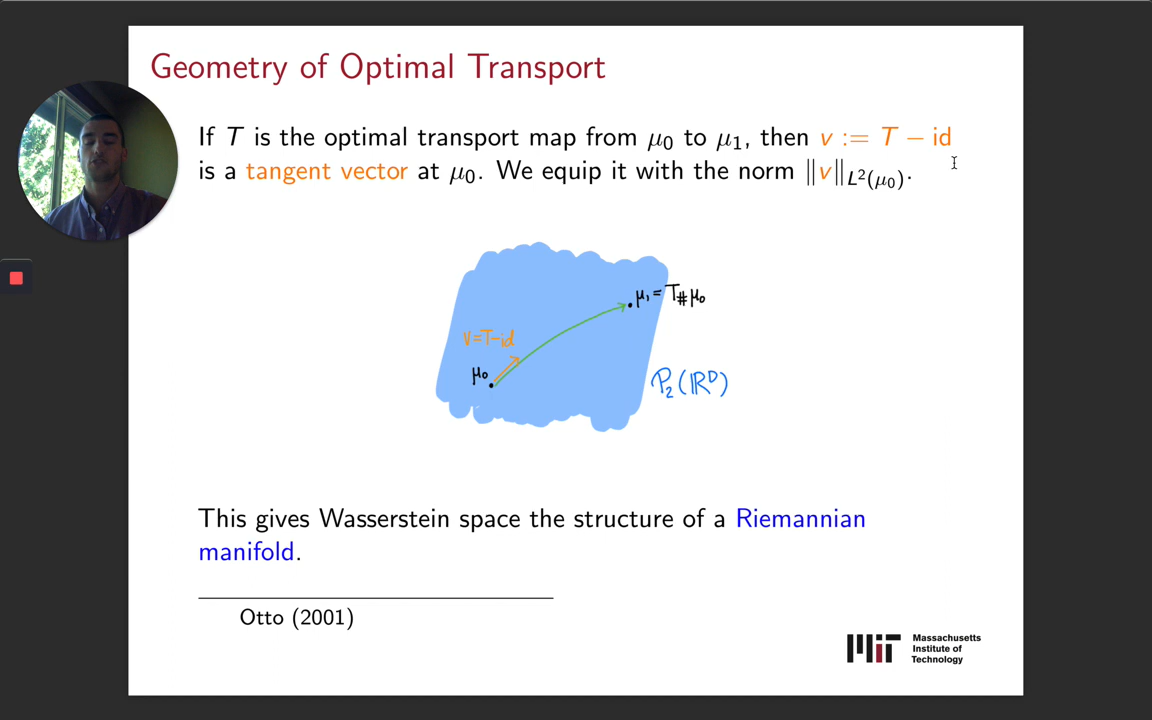 Geometry of Optimal Transport
If T is the optimal transport map from μ₀ to μ₁, then v := T − id
is a tangent vector at μ₀. We equip it with the norm ‖v‖_{L²(μ₀)}.
μ₁ = T_# μ₀
v = T-id
μ₀
P₂(ℝᴰ)
This gives Wasserstein space the structure of a Riemannian
manifold.
Otto (2001)
MIT
Massachusetts
Institute of
Technology